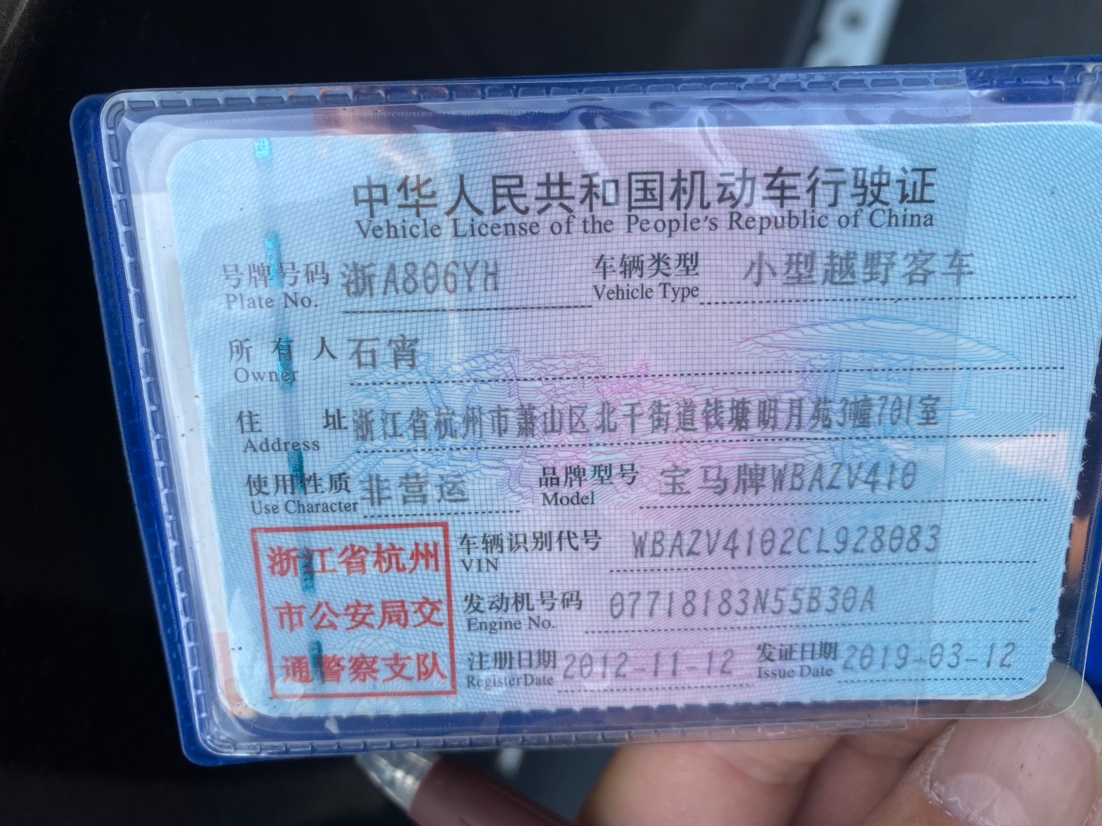 中华人民共和国机动车行驶证
Vehicle License of the People's Republic of China
号牌号码 浙A806YH 车辆类型 小型越野客车
Plate No. Vehicle Type
所有人 石宵
Owner
住址 浙江省杭州市萧山区北干街道钱塘明月苑3幢701室
Address
使用性质 非营运 品牌型号 宝马牌WBAZV410
Use Character Model
浙江省杭州
市公安局交
通警察支队
车辆识别代号 WBAZV4102CL928083
VIN
发动机号码 07718183N55B30A
Engine No.
注册日期 2012-11-12 发证日期 2019-03-12
Register Date Issue Date